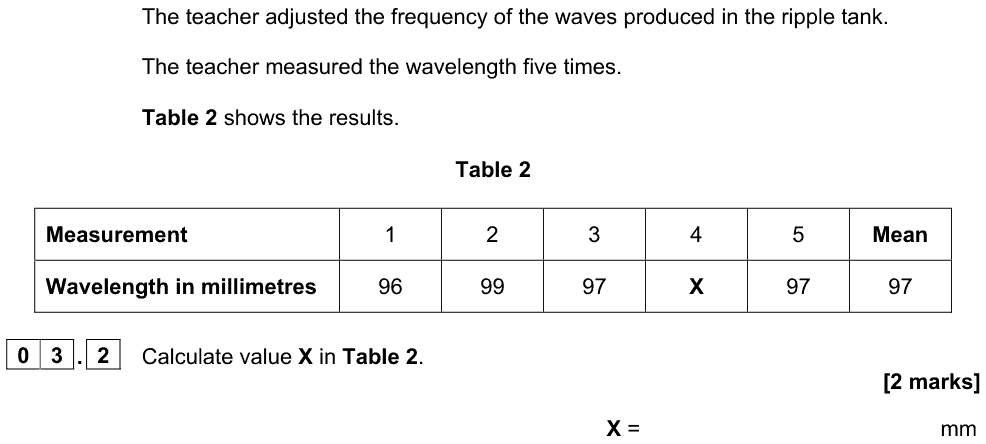 The teacher adjusted the frequency of the waves produced in the ripple tank.
The teacher measured the wavelength five times.
Table 2 shows the results.
Table 2
Measurement 1 2 3 4 5 Mean
Wavelength in millimetres 96 99 97 X 97 97
0 3 . 2 Calculate value X in Table 2.
[2 marks]
X = mm